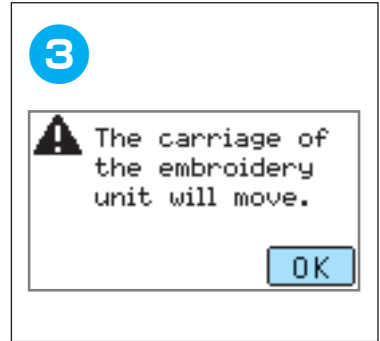 3
The carriage of
the embroidery
unit will move.
OK